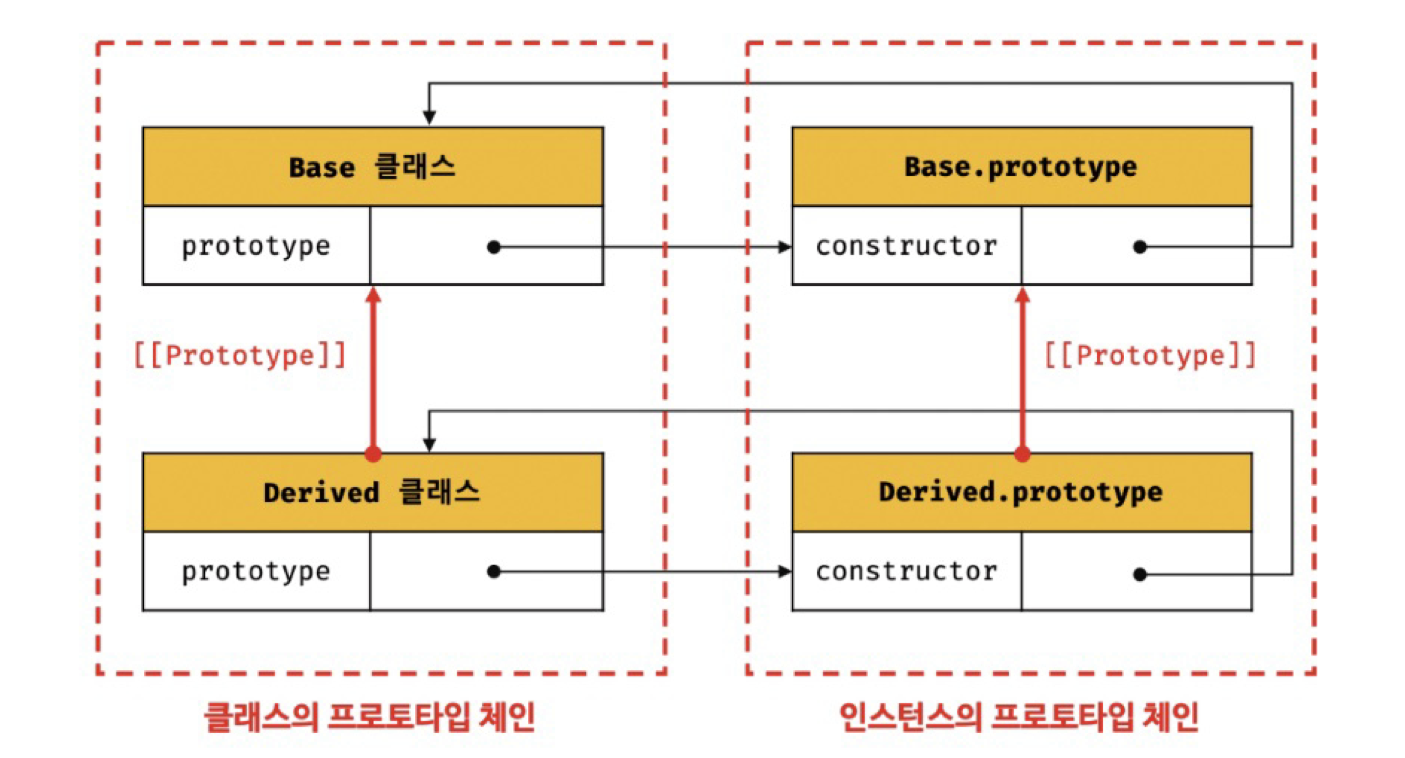 Base 클래스
Base.prototype
prototype
constructor
[[Prototype]]
[[Prototype]]
Derived 클래스
Derived.prototype
prototype
constructor
클래스의 프로토타입 체인
인스턴스의 프로토타입 체인